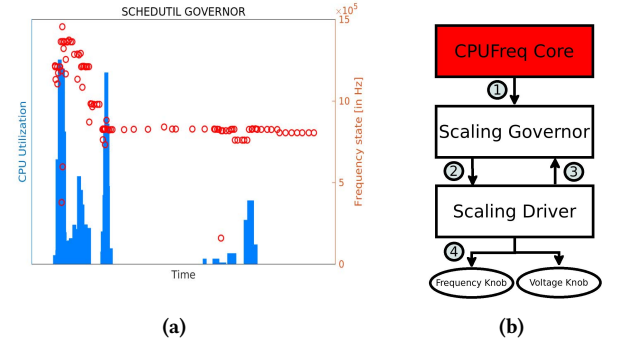 SCHEDUTIL GOVERNOR
×10⁵
15
10
5
0
CPU Utilization
Frequency state [in Hz]
Time
(a)
CPUFreq Core
1
Scaling Governor
2
3
Scaling Driver
4
Frequency Knob
Voltage Knob
(b)